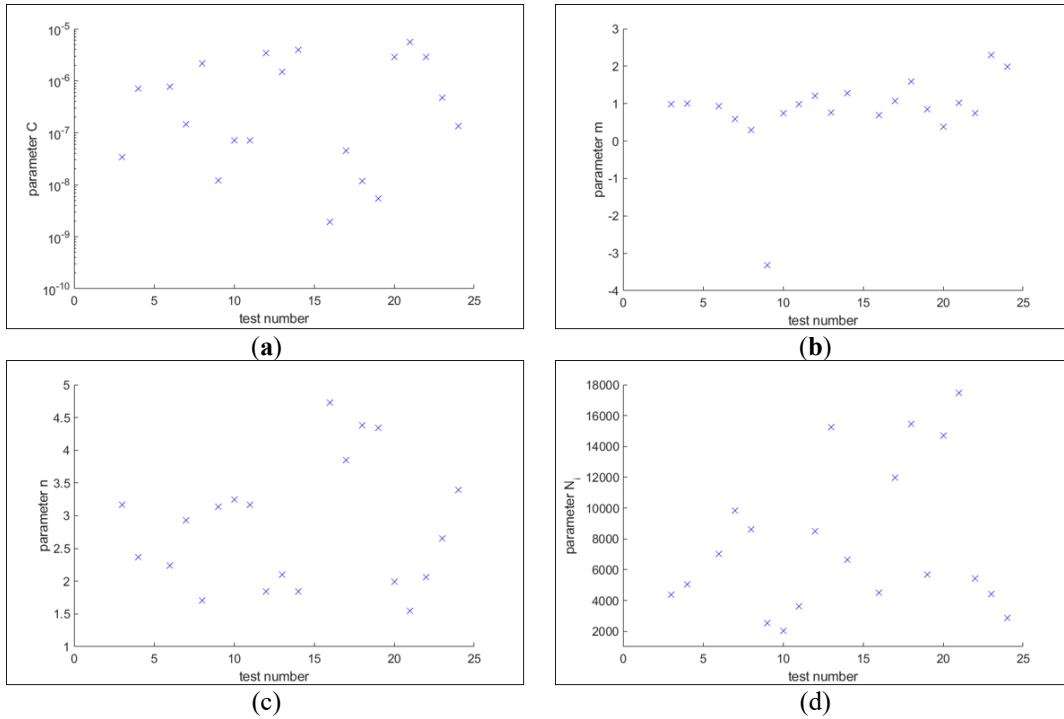 10⁻⁵
10⁻⁶
10⁻⁷
10⁻⁸
10⁻⁹
10⁻¹⁰
parameter C
0 5 10 15 20 25
test number
(a)
3
2
1
0
-1
-2
-3
-4
parameter m
0 5 10 15 20 25
test number
(b)
5
4.5
4
3.5
3
2.5
2
1.5
1
parameter n
0 5 10 15 20 25
test number
(c)
18000
16000
14000
12000
10000
8000
6000
4000
2000
parameter Nᵢ
0 5 10 15 20 25
test number
(d)